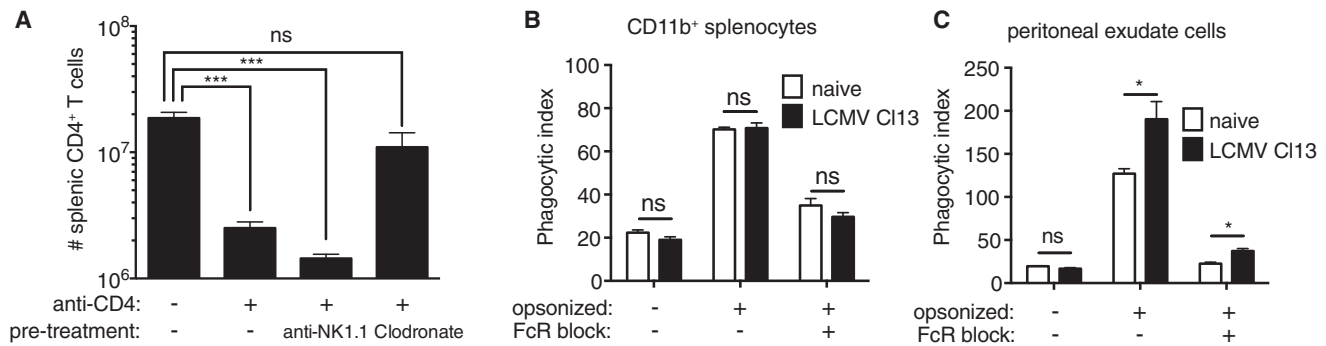 A
10⁸
10⁷
10⁶
# splenic CD4⁺ T cells
ns
***
***
anti-CD4: - + + +
pre-treatment: - - anti-NK1.1 Clodronate
B
CD11b⁺ splenocytes
100
80
60
40
20
0
Phagocytic index
naive
LCMV Cl13
ns
ns
ns
opsonized: - + +
FcR block: - - +
C
peritoneal exudate cells
250
200
150
100
50
0
Phagocytic index
naive
LCMV Cl13
ns
*
*
opsonized: - + +
FcR block: - - +